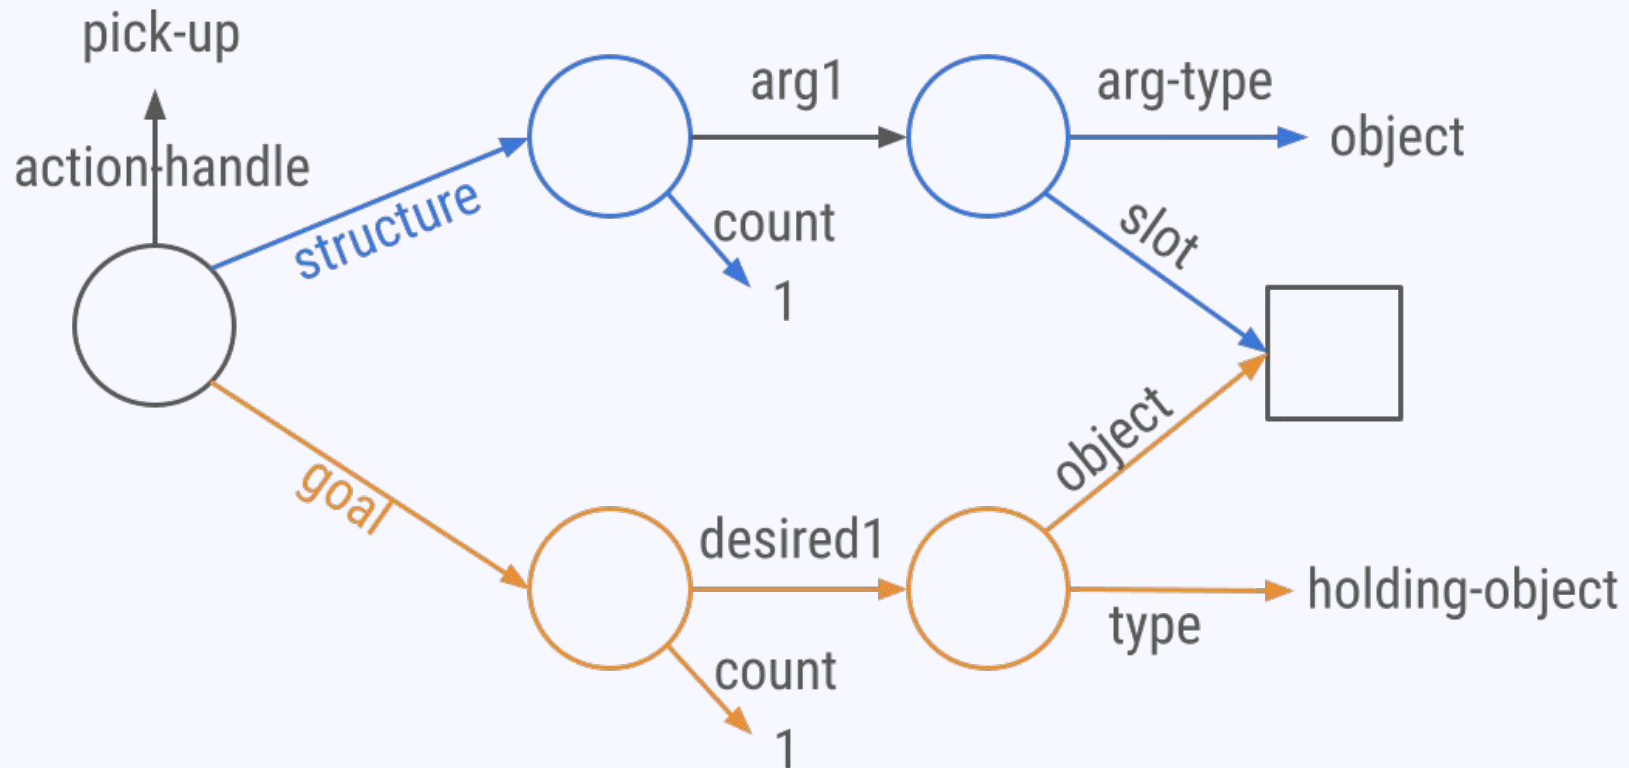 pick-up
action-handle
structure
arg1
arg-type
object
count
1
slot
goal
desired1
object
holding-object
type
count
1